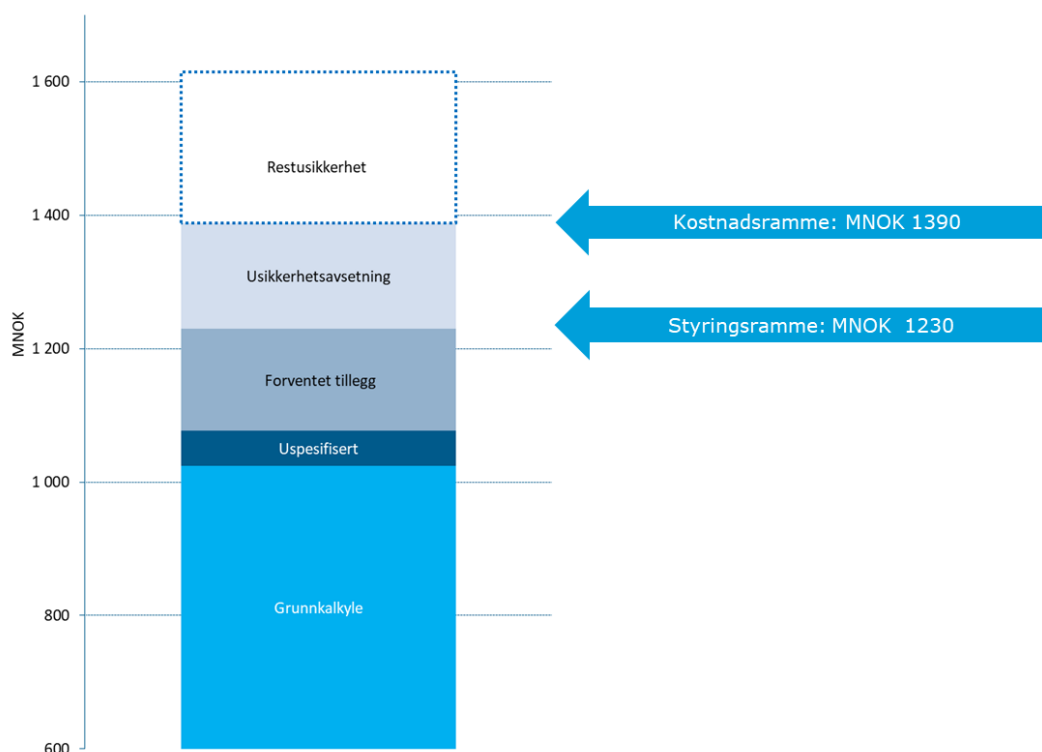 1 600
Restusikkerhet
1 400
Kostnadsramme: MNOK 1390
Usikkerhetsavsetning
Styringsramme: MNOK 1230
MNOK
1 200
Forventet tillegg
Uspesifisert
1 000
Grunnkalkyle
800
600